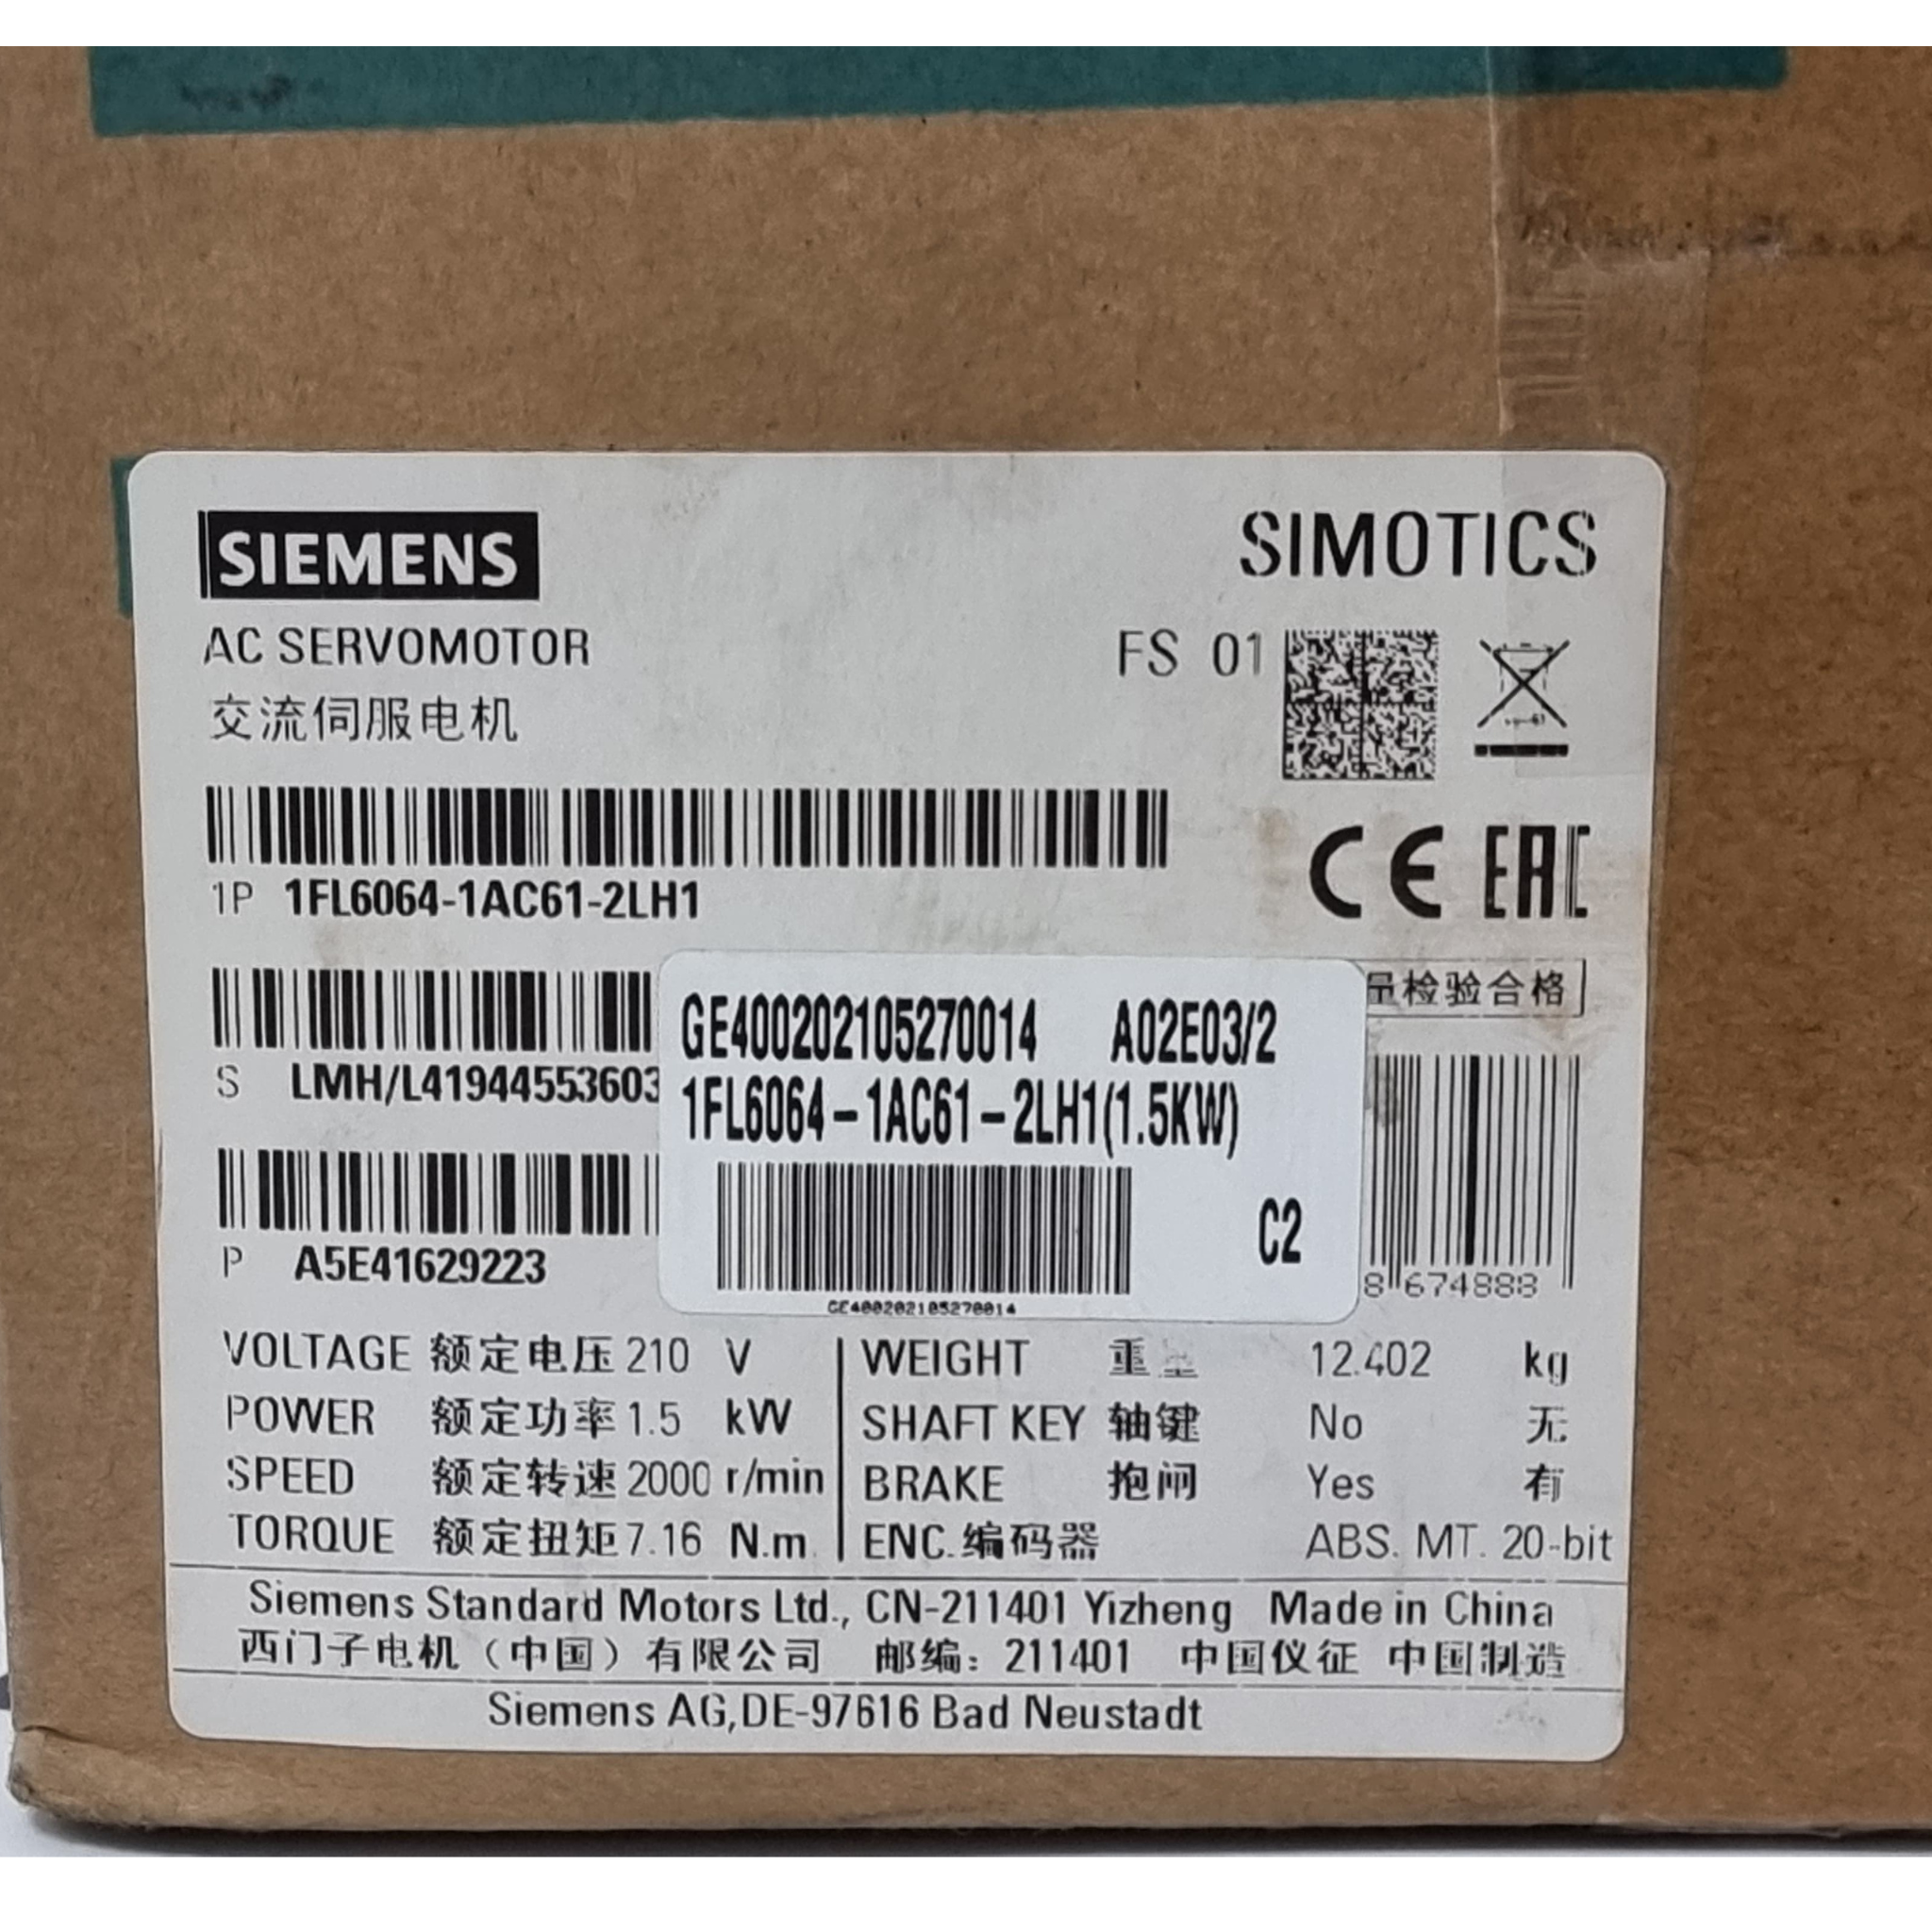 SIEMENS
SIMOTICS
AC SERVOMOTOR
FS 01
交流伺服电机
1P 1FL6064-1AC61-2LH1
CE EAC
检验合格
GE400202105270014 A02E03/2
S LMH/L41944553603
1FL6064-1AC61-2LH1(1.5KW)
C2
P A5E41629223
8 674888
GE400202105270014
VOLTAGE 额定电压 210 V WEIGHT 重量 12.402 kg
POWER 额定功率 1.5 kW SHAFT KEY 轴键 No 无
SPEED 额定转速 2000 r/min BRAKE 抱闸 Yes 有
TORQUE 额定扭矩 7.16 N.m ENC. 编码器 ABS. MT. 20-bit
Siemens Standard Motors Ltd., CN-211401 Yizheng Made in China
西门子电机（中国）有限公司 邮编：211401 中国仪征 中国制造
Siemens AG,DE-97616 Bad Neustadt